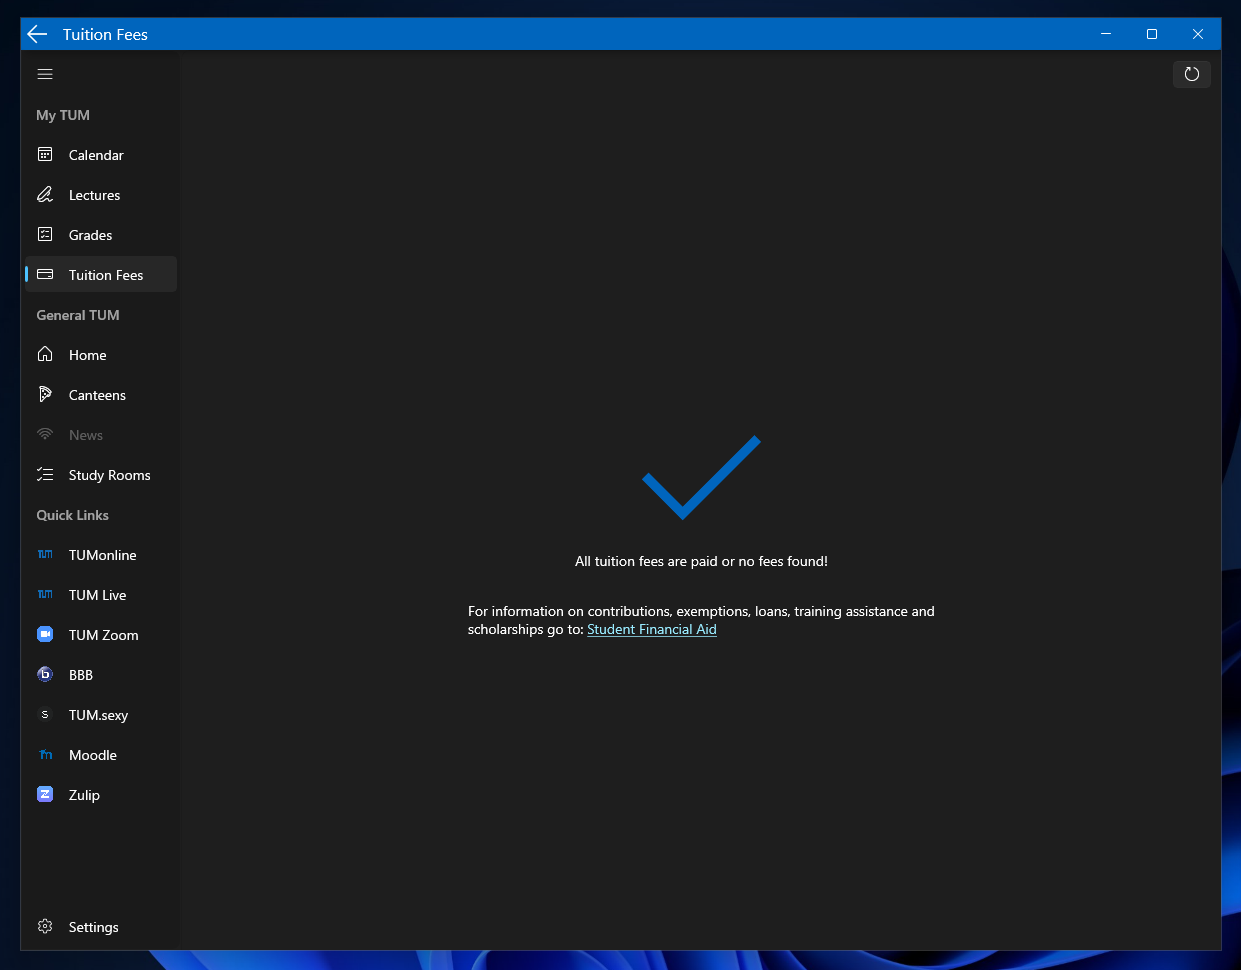 Tuition Fees
My TUM
Calendar
Lectures
Grades
Tuition Fees
General TUM
Home
Canteens
News
Study Rooms
Quick Links
TUM TUMonline
TUM TUM Live
TUM Zoom
b BBB
S TUM.sexy
m Moodle
Z Zulip
Settings
All tuition fees are paid or no fees found!
For information on contributions, exemptions, loans, training assistance and
scholarships go to: Student Financial Aid